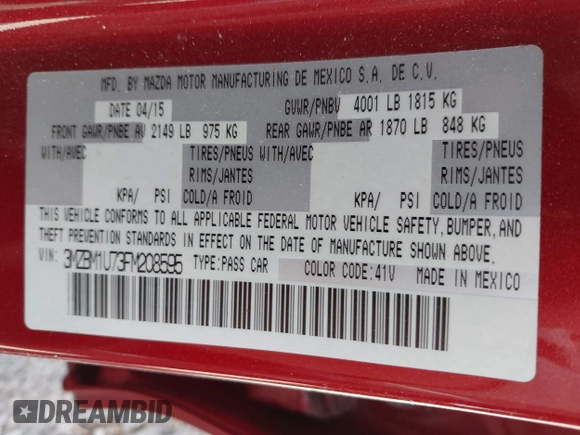 MFD. BY MAZDA MOTOR MANUFACTURING DE MEXICO S.A. DE C.V.
DATE 04/15 GVWR/PNBV 4001 LB 1815 KG
FRONT GAWR/PNBE AV 2149 LB 975 KG REAR GAWR/PNBE AR 1870 LB 848 KG
WITH/AVEC TIRES/PNEUS WITH/AVEC TIRES/PNEUS
RIMS/JANTES RIMS/JANTES
KPA/ PSI COLD/A FROID KPA/ PSI COLD/A FROID
THIS VEHICLE CONFORMS TO ALL APPLICABLE FEDERAL MOTOR VEHICLE SAFETY, BUMPER, AND
THEFT PREVENTION STANDARDS IN EFFECT ON THE DATE OF MANUFACTURE SHOWN ABOVE.
VIN: 3MZBM1U73FM208595 TYPE:PASS CAR COLOR CODE:41V MADE IN MEXICO
DREAMBID